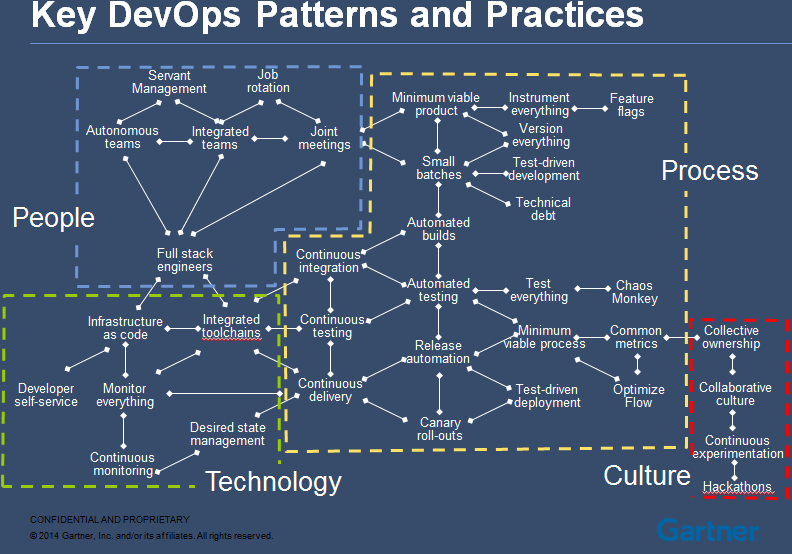 Key DevOps Patterns and Practices
Servant
Management
Job
rotation
Autonomous
teams
Integrated
teams
Joint
meetings
People
Full stack
engineers
Minimum viable
product
Instrument
everything
Feature
flags
Version
everything
Small
batches
Test-driven
development
Technical
debt
Process
Automated
builds
Continuous
integration
Automated
testing
Test
everything
Chaos
Monkey
Continuous
testing
Minimum
viable process
Common
metrics
Release
automation
Continuous
delivery
Test-driven
deployment
Optimize
Flow
Canary
roll-outs
Infrastructure
as code
Integrated
toolchains
Developer
self-service
Monitor
everything
Desired state
management
Continuous
monitoring
Technology
Collective
ownership
Collaborative
culture
Continuous
experimentation
Hackathons
Culture
CONFIDENTIAL AND PROPRIETARY
© 2014 Gartner, Inc. and/or its affiliates. All rights reserved.
Gartner